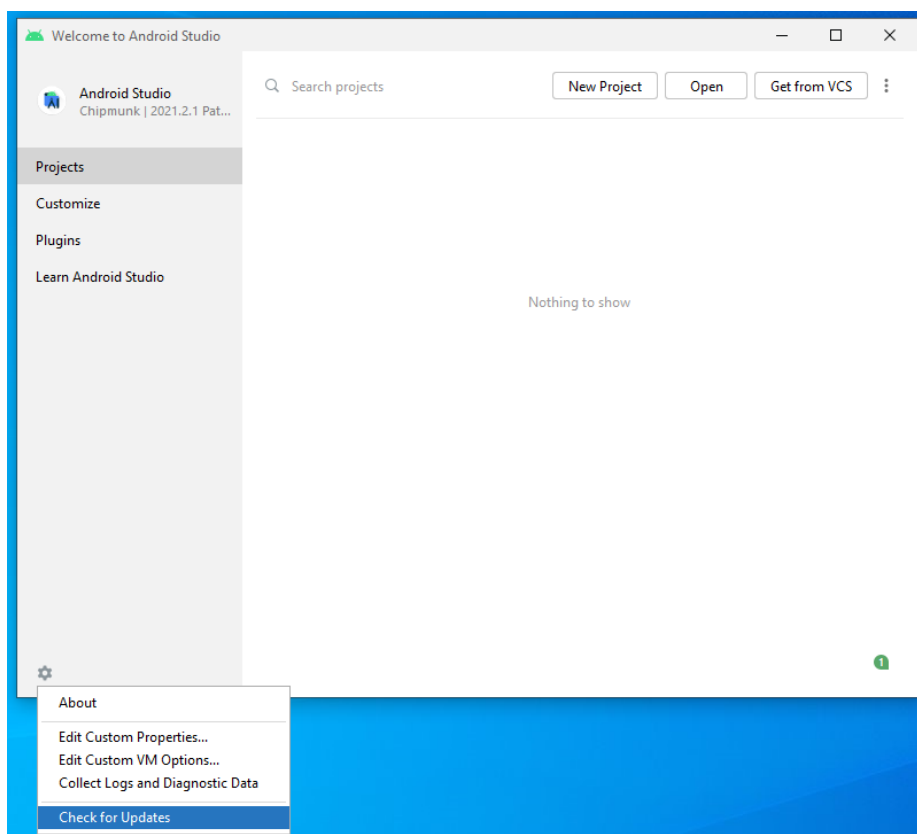 Welcome to Android Studio
Android Studio
Chipmunk | 2021.2.1 Pat...
Search projects
New Project
Open
Get from VCS
Projects
Customize
Plugins
Learn Android Studio
Nothing to show
1
About
Edit Custom Properties...
Edit Custom VM Options...
Collect Logs and Diagnostic Data
Check for Updates